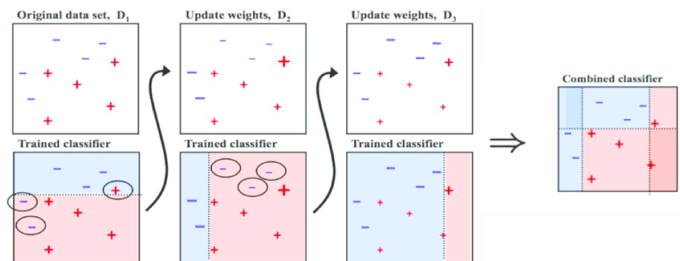 Original data set, D1
Update weights, D2
Update weights, D3
Combined classifier
Trained classifier
Trained classifier
Trained classifier